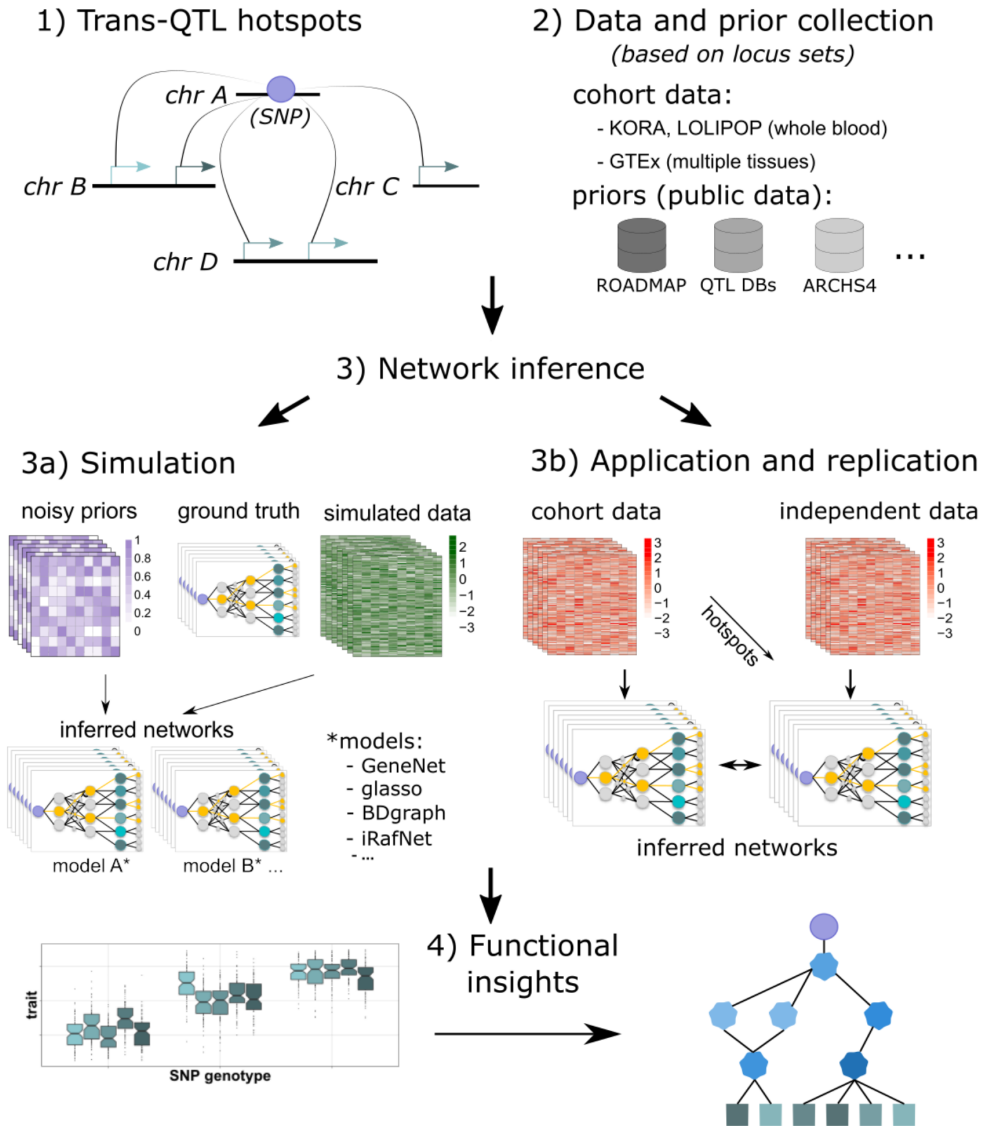 1) Trans-QTL hotspots
chr A
(SNP)
chr B
chr C
chr D
2) Data and prior collection
(based on locus sets)
cohort data:
- KORA, LOLIPOP (whole blood)
- GTEx (multiple tissues)
priors (public data):
ROADMAP QTL DBs ARCHS4 ...
3) Network inference
3a) Simulation
noisy priors
1
0.8
0.6
0.4
0.2
0
ground truth
simulated data
2
1
0
−1
−2
−3
inferred networks
model A*
model B* ...
*models:
- GeneNet
- glasso
- BDgraph
- iRafNet
- ...
3b) Application and replication
cohort data
3
2
1
0
−1
−2
−3
independent data
3
2
1
0
−1
−2
−3
hotspots
inferred networks
4) Functional
insights
trait
SNP genotype